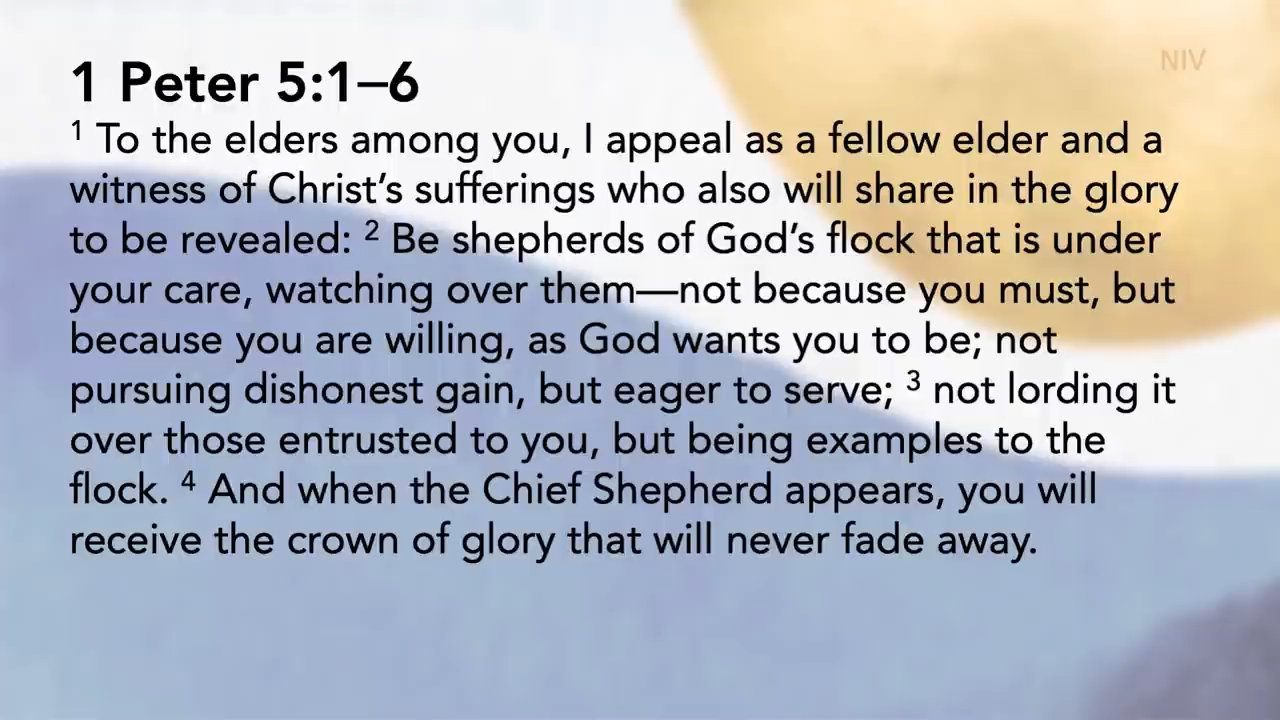 NIV
1 Peter 5:1–6
1 To the elders among you, I appeal as a fellow elder and a
witness of Christ’s sufferings who also will share in the glory
to be revealed: 2 Be shepherds of God’s flock that is under
your care, watching over them—not because you must, but
because you are willing, as God wants you to be; not
pursuing dishonest gain, but eager to serve; 3 not lording it
over those entrusted to you, but being examples to the
flock. 4 And when the Chief Shepherd appears, you will
receive the crown of glory that will never fade away.